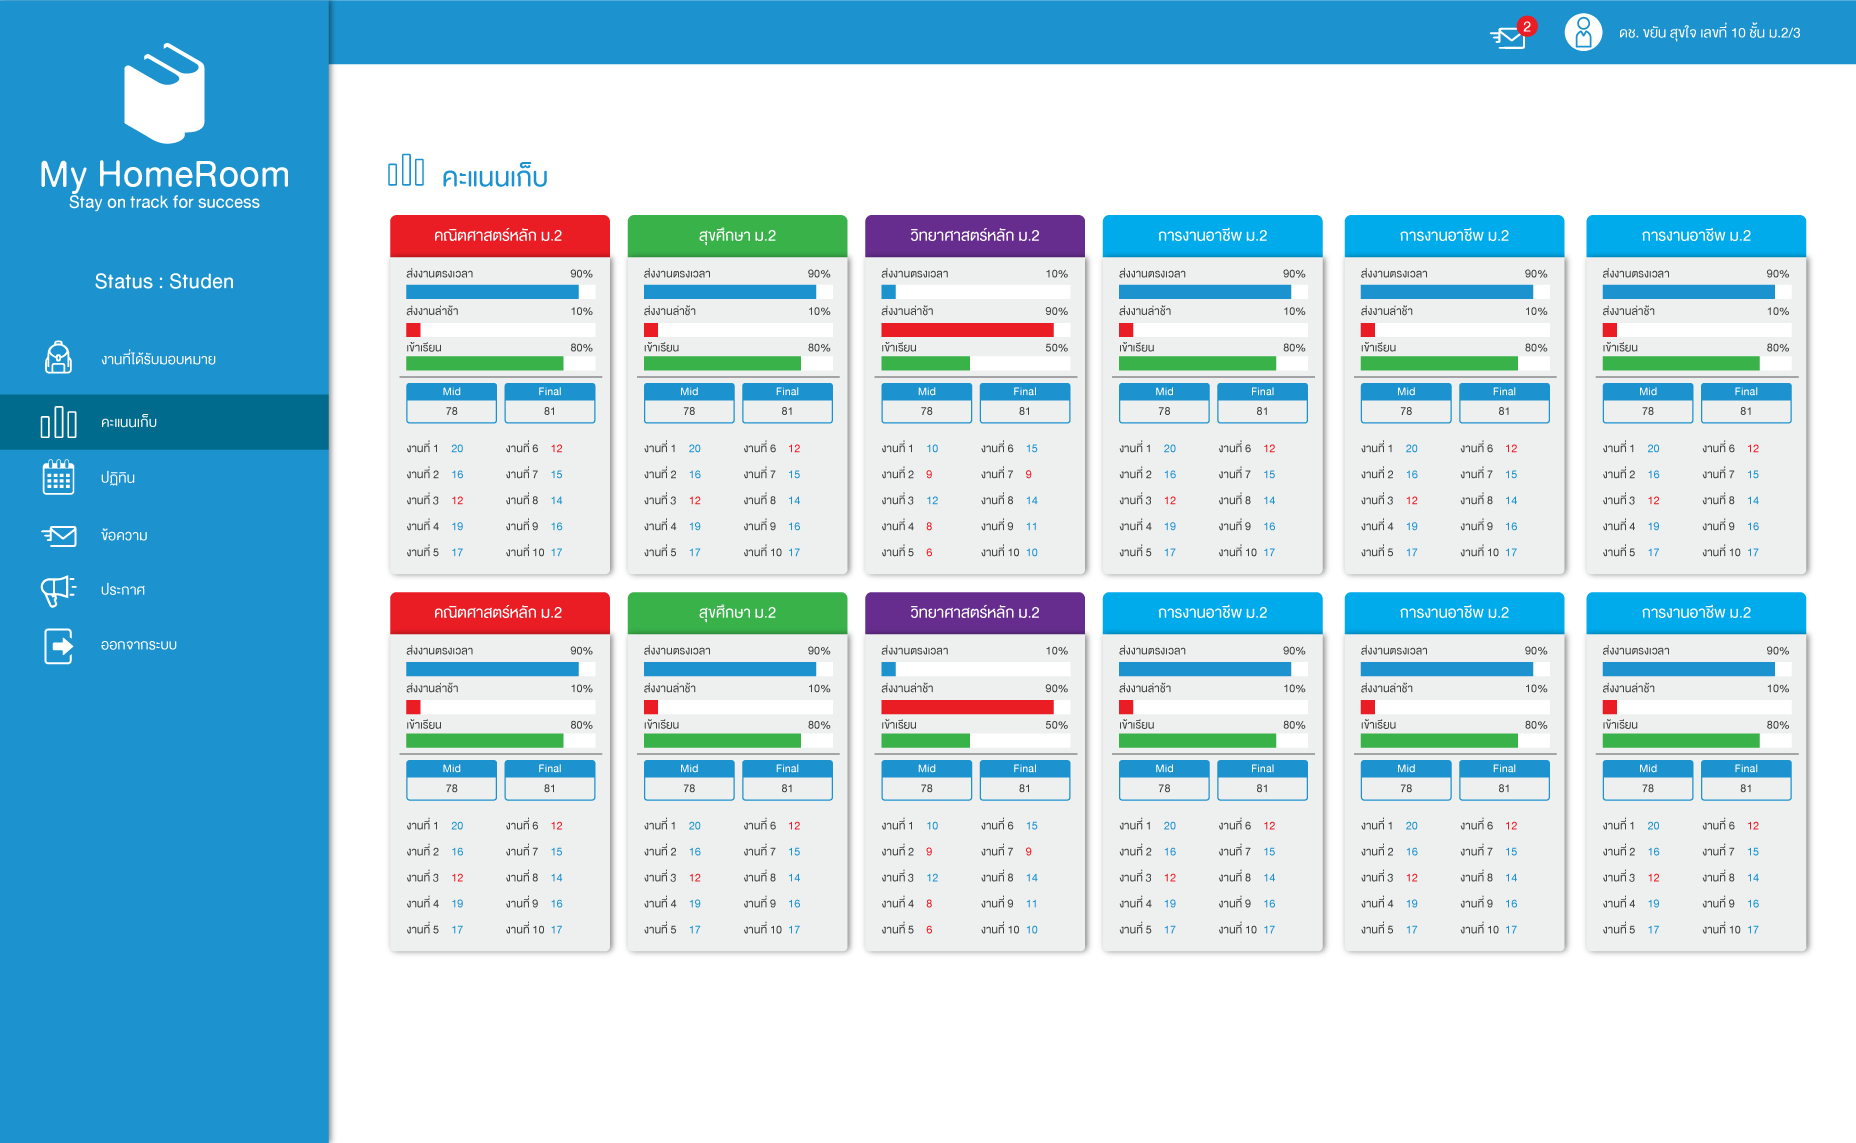 2
ดช. ขยัน สุขใจ เลขที่ 10 ชั้น ม.2/3
My HomeRoom
Stay on track for success
Status : Studen
งานที่ได้รับมอบหมาย
คะแนนเก็บ
ปฏิทิน
ข้อความ
ประกาศ
ออกจากระบบ
คะแนนเก็บ
คณิตศาสตร์หลัก ม.2 สุขศึกษา ม.2 วิทยาศาสตร์หลัก ม.2 การงานอาชีพ ม.2 การงานอาชีพ ม.2 การงานอาชีพ ม.2
ส่งงานตรงเวลา 90% ส่งงานตรงเวลา 90% ส่งงานตรงเวลา 10% ส่งงานตรงเวลา 90% ส่งงานตรงเวลา 90% ส่งงานตรงเวลา 90%
ส่งงานล่าช้า 10% ส่งงานล่าช้า 10% ส่งงานล่าช้า 90% ส่งงานล่าช้า 10% ส่งงานล่าช้า 10% ส่งงานล่าช้า 10%
เข้าเรียน 80% เข้าเรียน 80% เข้าเรียน 50% เข้าเรียน 80% เข้าเรียน 80% เข้าเรียน 80%
Mid Final Mid Final Mid Final Mid Final Mid Final Mid Final
78 81 78 81 78 81 78 81 78 81 78 81
งานที่ 1 20 งานที่ 6 12 งานที่ 1 20 งานที่ 6 12 งานที่ 1 10 งานที่ 6 15 งานที่ 1 20 งานที่ 6 12 งานที่ 1 20 งานที่ 6 12 งานที่ 1 20 งานที่ 6 12
งานที่ 2 16 งานที่ 7 15 งานที่ 2 16 งานที่ 7 15 งานที่ 2 9 งานที่ 7 9 งานที่ 2 16 งานที่ 7 15 งานที่ 2 16 งานที่ 7 15 งานที่ 2 16 งานที่ 7 15
งานที่ 3 12 งานที่ 8 14 งานที่ 3 12 งานที่ 8 14 งานที่ 3 12 งานที่ 8 14 งานที่ 3 12 งานที่ 8 14 งานที่ 3 12 งานที่ 8 14 งานที่ 3 12 งานที่ 8 14
งานที่ 4 19 งานที่ 9 16 งานที่ 4 19 งานที่ 9 16 งานที่ 4 8 งานที่ 9 11 งานที่ 4 19 งานที่ 9 16 งานที่ 4 19 งานที่ 9 16 งานที่ 4 19 งานที่ 9 16
งานที่ 5 17 งานที่ 10 17 งานที่ 5 17 งานที่ 10 17 งานที่ 5 6 งานที่ 10 10 งานที่ 5 17 งานที่ 10 17 งานที่ 5 17 งานที่ 10 17 งานที่ 5 17 งานที่ 10 17
คณิตศาสตร์หลัก ม.2 สุขศึกษา ม.2 วิทยาศาสตร์หลัก ม.2 การงานอาชีพ ม.2 การงานอาชีพ ม.2 การงานอาชีพ ม.2
ส่งงานตรงเวลา 90% ส่งงานตรงเวลา 90% ส่งงานตรงเวลา 10% ส่งงานตรงเวลา 90% ส่งงานตรงเวลา 90% ส่งงานตรงเวลา 90%
ส่งงานล่าช้า 10% ส่งงานล่าช้า 10% ส่งงานล่าช้า 90% ส่งงานล่าช้า 10% ส่งงานล่าช้า 10% ส่งงานล่าช้า 10%
เข้าเรียน 80% เข้าเรียน 80% เข้าเรียน 50% เข้าเรียน 80% เข้าเรียน 80% เข้าเรียน 80%
Mid Final Mid Final Mid Final Mid Final Mid Final Mid Final
78 81 78 81 78 81 78 81 78 81 78 81
งานที่ 1 20 งานที่ 6 12 งานที่ 1 20 งานที่ 6 12 งานที่ 1 10 งานที่ 6 15 งานที่ 1 20 งานที่ 6 12 งานที่ 1 20 งานที่ 6 12 งานที่ 1 20 งานที่ 6 12
งานที่ 2 16 งานที่ 7 15 งานที่ 2 16 งานที่ 7 15 งานที่ 2 9 งานที่ 7 9 งานที่ 2 16 งานที่ 7 15 งานที่ 2 16 งานที่ 7 15 งานที่ 2 16 งานที่ 7 15
งานที่ 3 12 งานที่ 8 14 งานที่ 3 12 งานที่ 8 14 งานที่ 3 12 งานที่ 8 14 งานที่ 3 12 งานที่ 8 14 งานที่ 3 12 งานที่ 8 14 งานที่ 3 12 งานที่ 8 14
งานที่ 4 19 งานที่ 9 16 งานที่ 4 19 งานที่ 9 16 งานที่ 4 8 งานที่ 9 11 งานที่ 4 19 งานที่ 9 16 งานที่ 4 19 งานที่ 9 16 งานที่ 4 19 งานที่ 9 16
งานที่ 5 17 งานที่ 10 17 งานที่ 5 17 งานที่ 10 17 งานที่ 5 6 งานที่ 10 10 งานที่ 5 17 งานที่ 10 17 งานที่ 5 17 งานที่ 10 17 งานที่ 5 17 งานที่ 10 17